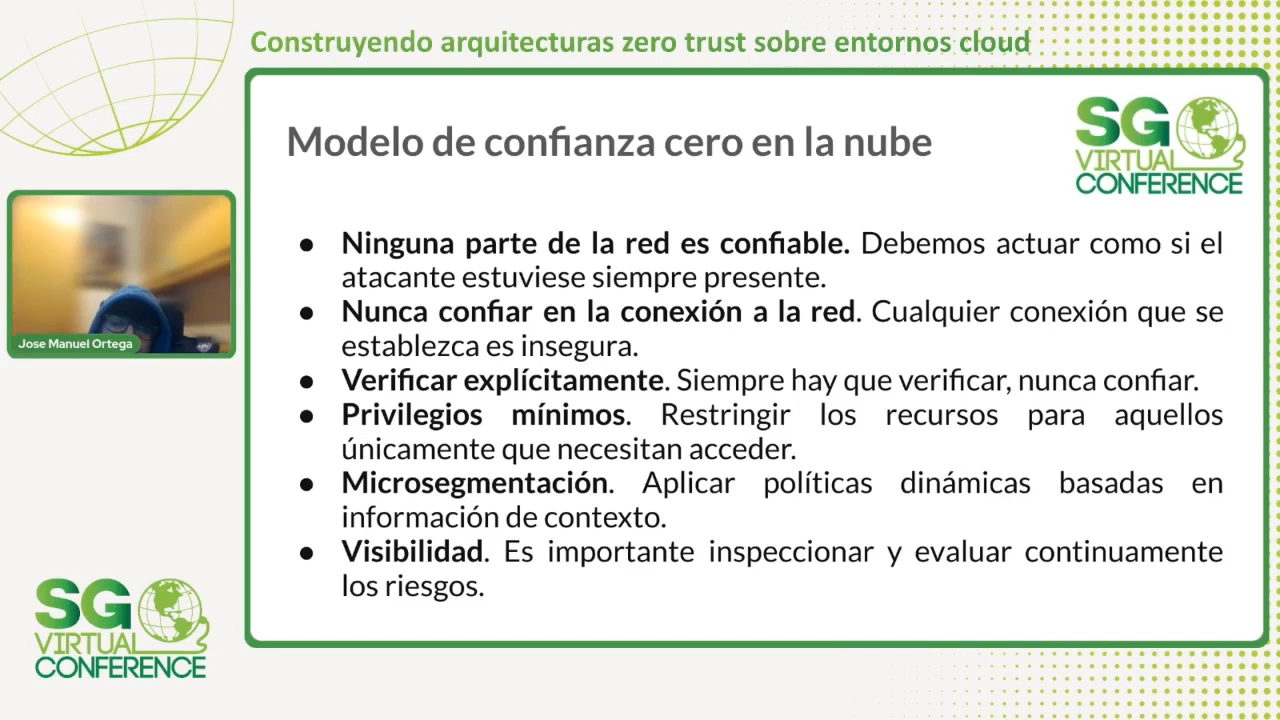 Construyendo arquitecturas zero trust sobre entornos cloud
Modelo de confianza cero en la nube
SG
VIRTUAL
CONFERENCE
● Ninguna parte de la red es confiable. Debemos actuar como si el
atacante estuviese siempre presente.
● Nunca confiar en la conexión a la red. Cualquier conexión que se
establezca es insegura.
● Verificar explícitamente. Siempre hay que verificar, nunca confiar.
● Privilegios mínimos. Restringir los recursos para aquellos
únicamente que necesitan acceder.
● Microsegmentación. Aplicar políticas dinámicas basadas en
información de contexto.
● Visibilidad. Es importante inspeccionar y evaluar continuamente
los riesgos.
Jose Manuel Ortega
SG
VIRTUAL
CONFERENCE